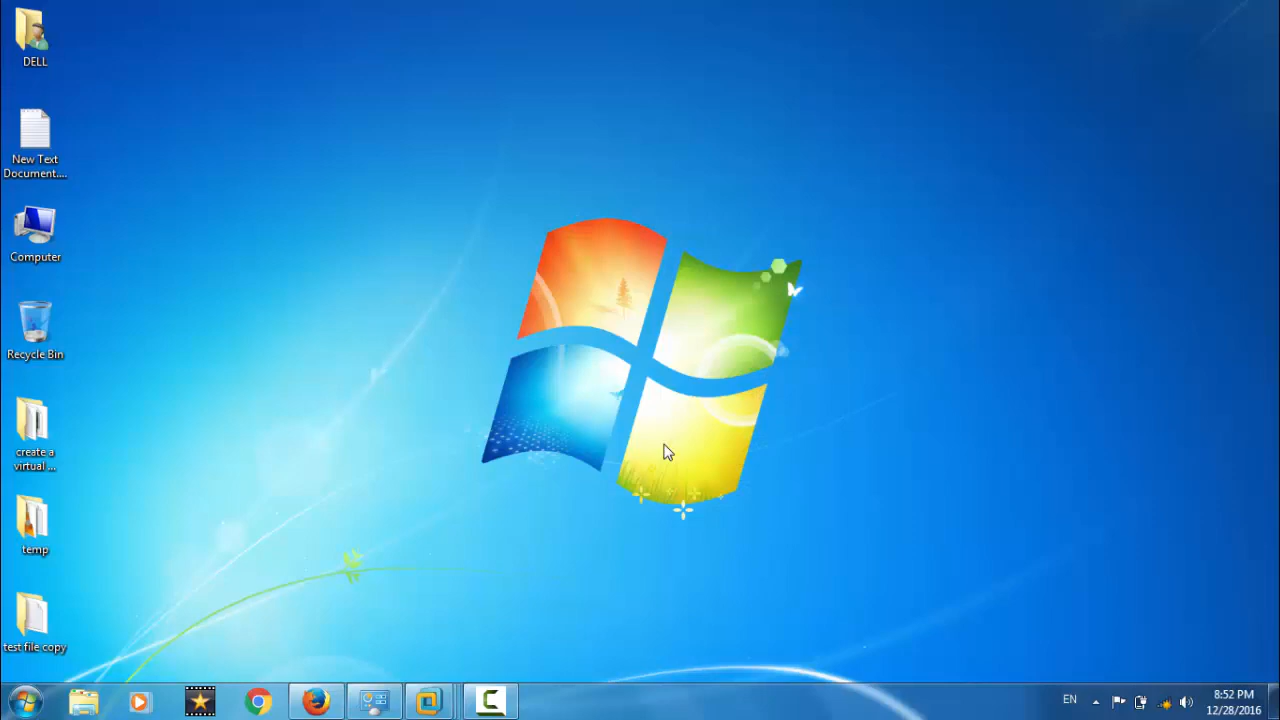 DELL
New Text
Document....
Computer
Recycle Bin
create a
virtual ...
temp
test file copy
EN
8:52 PM
12/28/2016